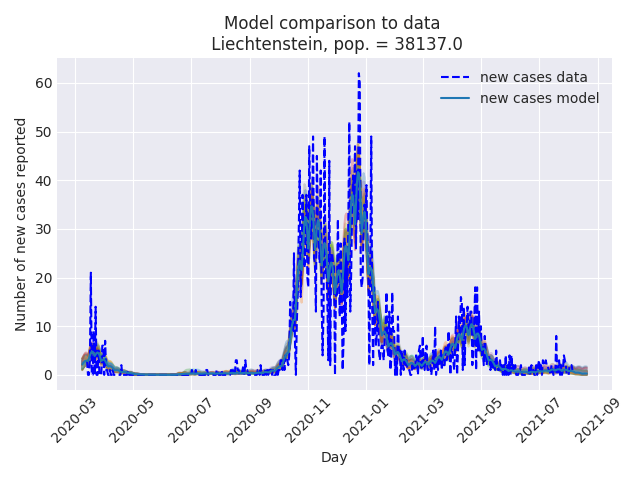 Model comparison to data
Liechtenstein, pop. = 38137.0
new cases data
new cases model
Number of new cases reported
60
50
40
30
20
10
0
2020-03
2020-05
2020-07
2020-09
2020-11
2021-01
2021-03
2021-05
2021-07
2021-09
Day